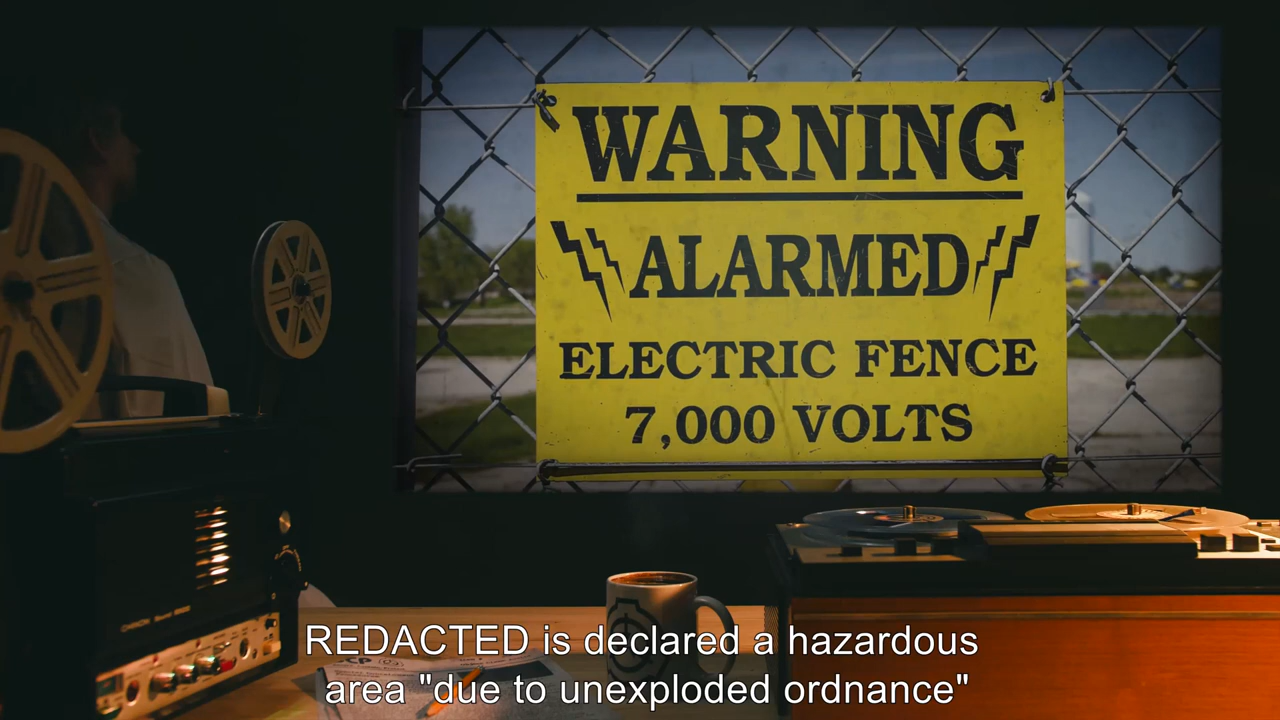 WARNING
ALARMED
ELECTRIC FENCE
7,000 VOLTS
REDACTED is declared a hazardous
area "due to unexploded ordnance"